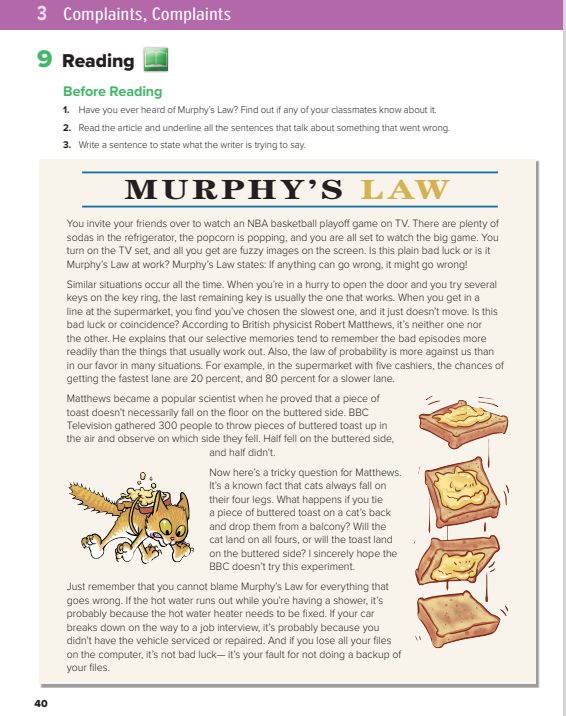 3 Complaints, Complaints
9 Reading
Before Reading
1. Have you ever heard of Murphy's Law? Find out if any of your classmates know about it.
2. Read the article and underline all the sentences that talk about something that went wrong.
3. Write a sentence to state what the writer is trying to say.
MURPHY'S LAW
You invite your friends over to watch an NBA basketball playoff game on TV. There are plenty of
sodas in the refrigerator, the popcorn is popping, and you are all set to watch the big game. You
turn on the TV set, and all you get are fuzzy images on the screen. Is this plain bad luck or is it
Murphy's Law at work? Murphy's Law states: If anything can go wrong, it might go wrong!
Similar situations occur all the time. When you're in a hurry to open the door and you try several
keys on the key ring, the last remaining key is usually the one that works. When you get in a
line at the supermarket, you find you've chosen the slowest one, and it just doesn't move. Is this
bad luck or coincidence? According to British physicist Robert Matthews, it's neither one nor
the other. He explains that our selective memories tend to remember the bad episodes more
readily than the things that usually work out. Also, the law of probability is more against us than
in our favor in many situations. For example, in the supermarket with five cashiers, the chances of
getting the fastest lane are 20 percent, and 80 percent for a slower lane.
Matthews became a popular scientist when he proved that a piece of
toast doesn't necessarily fall on the floor on the buttered side. BBC
Television gathered 300 people to throw pieces of buttered toast up in
the air and observe on which side they fell. Half fell on the buttered side,
and half didn't.
Now here's a tricky question for Matthews.
It's a known fact that cats always fall on
their four legs. What happens if you tie
a piece of buttered toast on a cat's back
and drop them from a balcony? Will the
cat land on all fours, or will the toast land
on the buttered side? I sincerely hope the
BBC doesn't try this experiment.
Just remember that you cannot blame Murphy's Law for everything that
goes wrong. If the hot water runs out while you're having a shower, it's
probably because the hot water heater needs to be fixed. If your car
breaks down on the way to a job interview, it's probably because you
didn't have the vehicle serviced or repaired. And if you lose all your files
on the computer, it's not bad luck— it's your fault for not doing a backup of
your files.
40